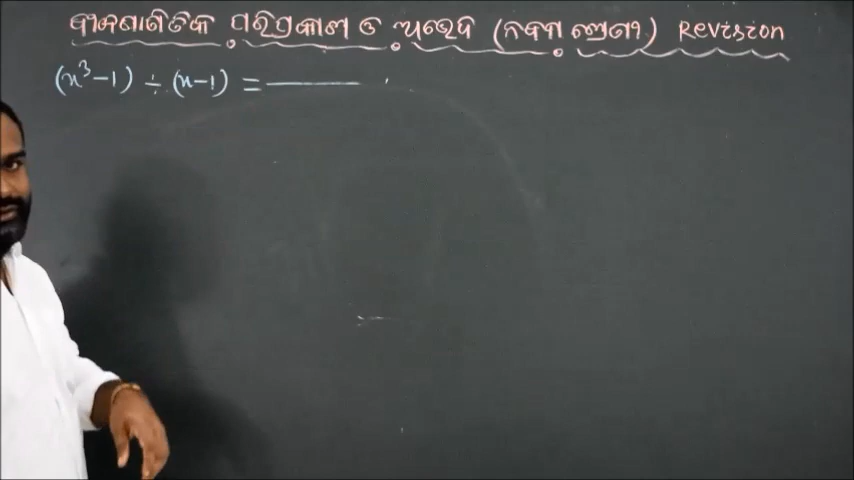 ବୀଜଗାଣିତିକ ପରିପ୍ରକାଶ ଓ ଅଭେଦ (ନବମ ଶ୍ରେଣୀ) Revision
(x³-1) ÷ (x-1) = ______